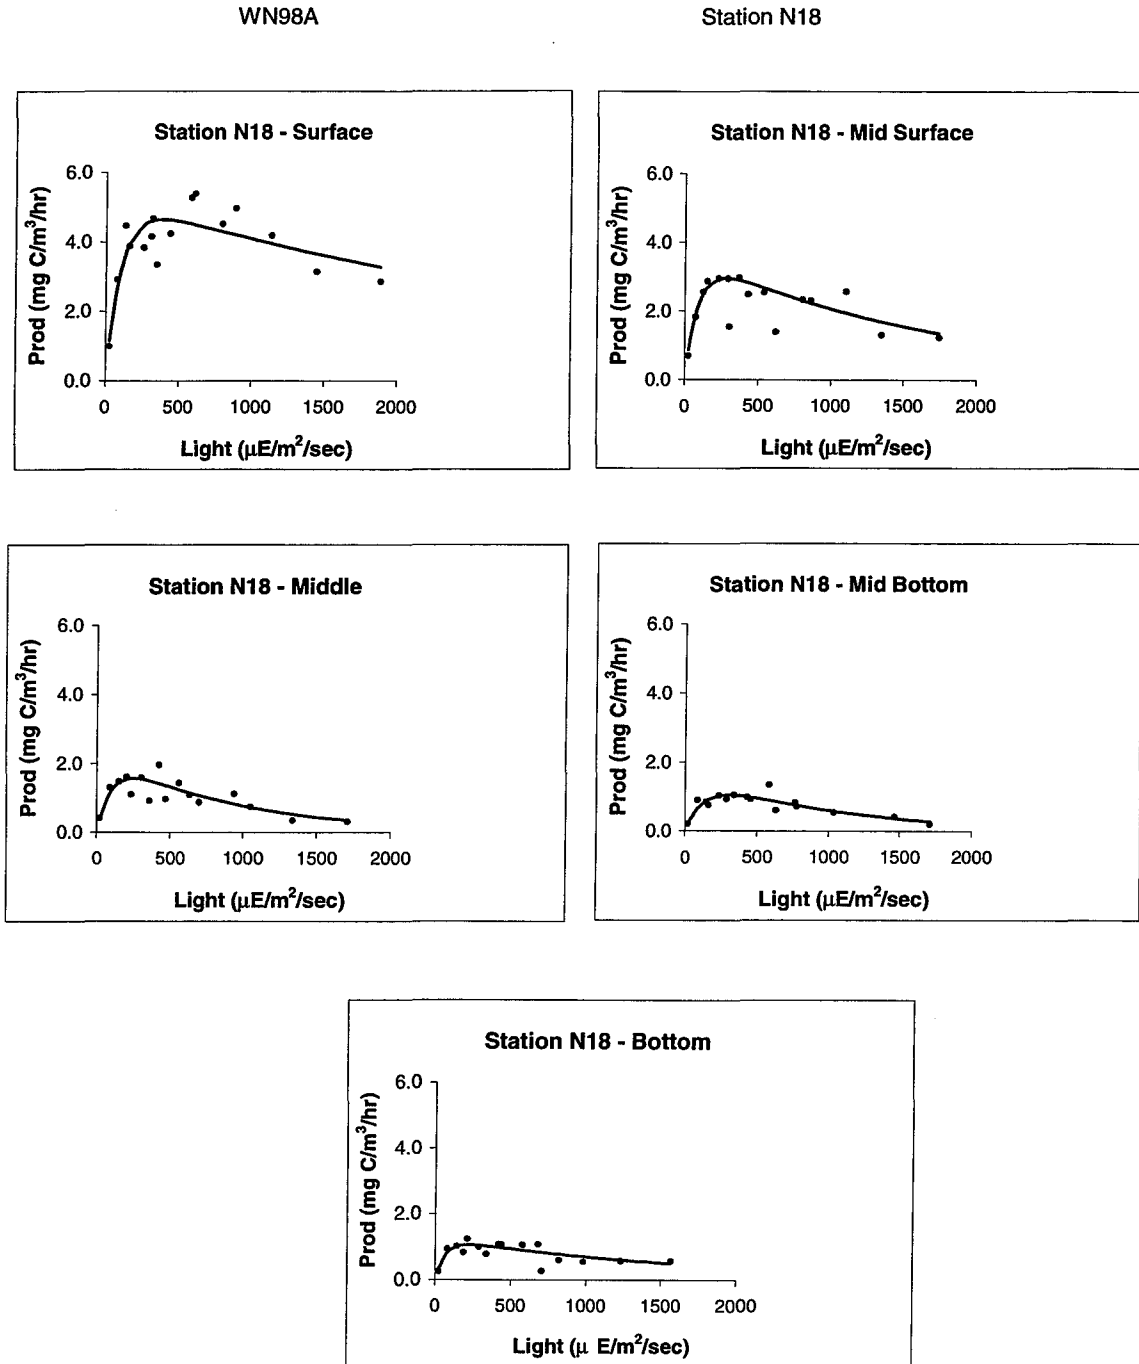 WN98A
Station N18
Station N18 - Surface
Prod (mg C/m³/hr)
6.0
4.0
2.0
0.0
0 500 1000 1500 2000
Light (µE/m²/sec)
Station N18 - Mid Surface
Prod (mg C/m³/hr)
6.0
4.0
2.0
0.0
0 500 1000 1500 2000
Light (µE/m²/sec)
Station N18 - Middle
Prod (mg C/m³/hr)
6.0
4.0
2.0
0.0
0 500 1000 1500 2000
Light (µE/m²/sec)
Station N18 - Mid Bottom
Prod (mg C/m³/hr)
6.0
4.0
2.0
0.0
0 500 1000 1500 2000
Light (µE/m²/sec)
Station N18 - Bottom
Prod (mg C/m³/hr)
6.0
4.0
2.0
0.0
0 500 1000 1500 2000
Light (µ E/m²/sec)